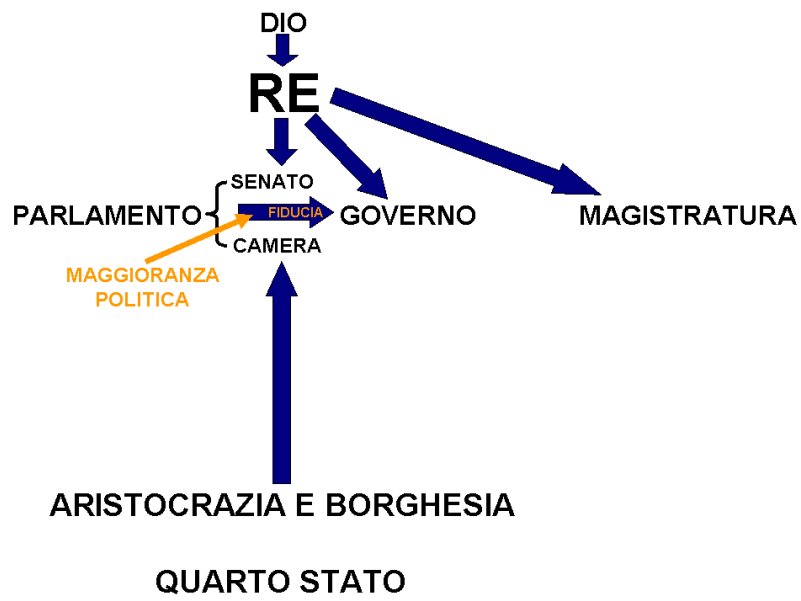 DIO
RE
SENATO
PARLAMENTO
FIDUCIA
GOVERNO
MAGISTRATURA
CAMERA
MAGGIORANZA
POLITICA
ARISTOCRAZIA E BORGHESIA
QUARTO STATO